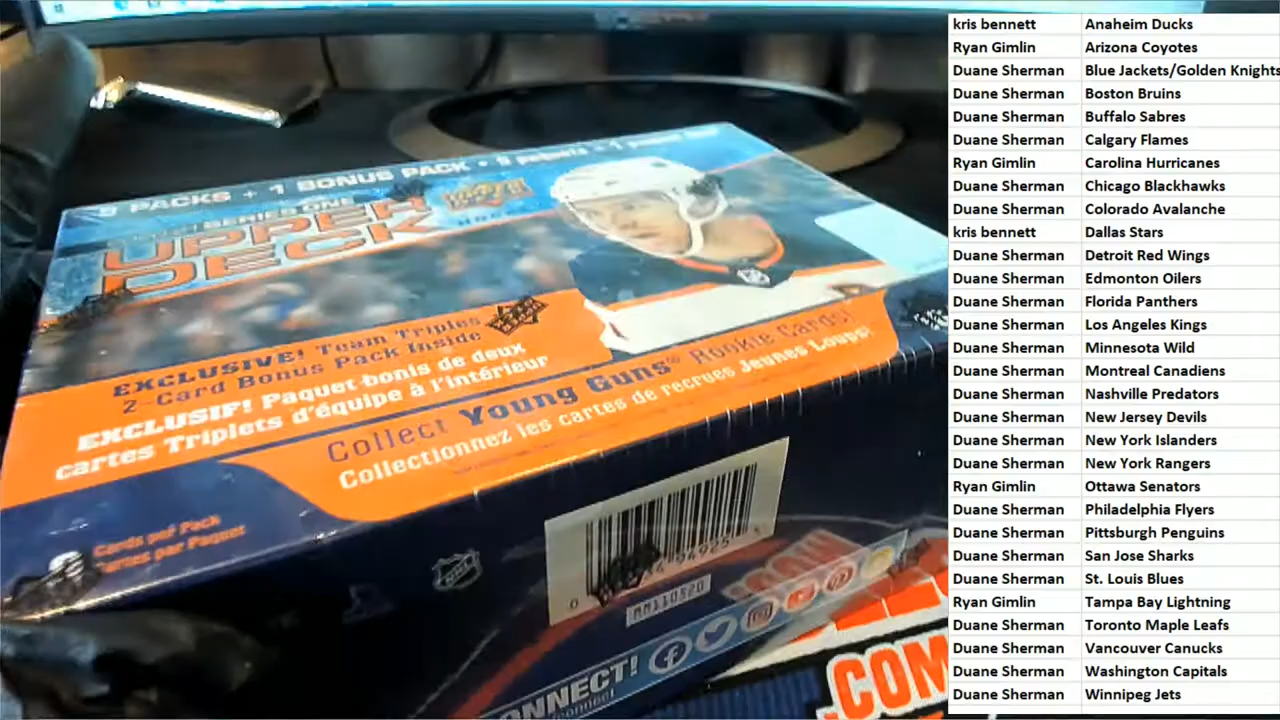 PACKS + 1 BONUS PACK
SERIES ONE
UPPER
DECK
EXCLUSIVE! Team Triples
2-Card Bonus Pack Inside
EXCLUSIF! Paquet bonis de deux
cartes Triplets d'équipe à l'intérieur
Collect Young Guns® Rookie Cards!
Collectionnez les cartes de recrues Jeunes Loups!
Cards per Pack
Cartes par Paquet
NHL
MM110520
CONNECT!
.COM
kris bennett Anaheim Ducks
Ryan Gimlin Arizona Coyotes
Duane Sherman Blue Jackets/Golden Knights
Duane Sherman Boston Bruins
Duane Sherman Buffalo Sabres
Duane Sherman Calgary Flames
Ryan Gimlin Carolina Hurricanes
Duane Sherman Chicago Blackhawks
Duane Sherman Colorado Avalanche
kris bennett Dallas Stars
Duane Sherman Detroit Red Wings
Duane Sherman Edmonton Oilers
Duane Sherman Florida Panthers
Duane Sherman Los Angeles Kings
Duane Sherman Minnesota Wild
Duane Sherman Montreal Canadiens
Duane Sherman Nashville Predators
Duane Sherman New Jersey Devils
Duane Sherman New York Islanders
Duane Sherman New York Rangers
Ryan Gimlin Ottawa Senators
Duane Sherman Philadelphia Flyers
Duane Sherman Pittsburgh Penguins
Duane Sherman San Jose Sharks
Duane Sherman St. Louis Blues
Ryan Gimlin Tampa Bay Lightning
Duane Sherman Toronto Maple Leafs
Duane Sherman Vancouver Canucks
Duane Sherman Washington Capitals
Duane Sherman Winnipeg Jets